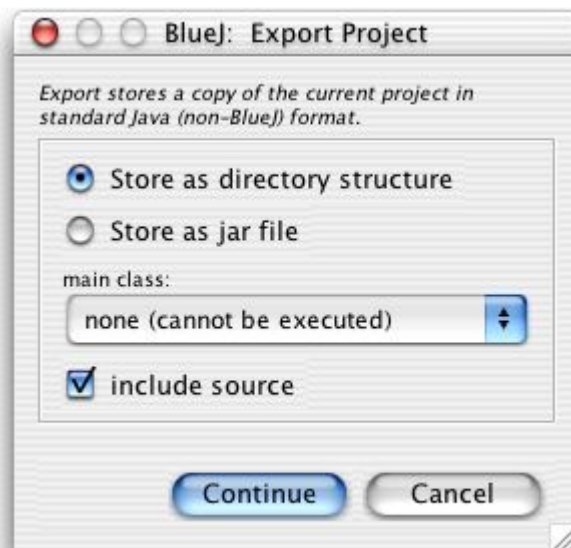 BlueJ: Export Project
Export stores a copy of the current project in
standard Java (non-BlueJ) format.
Store as directory structure
Store as jar file
main class:
none (cannot be executed)
include source
Continue
Cancel